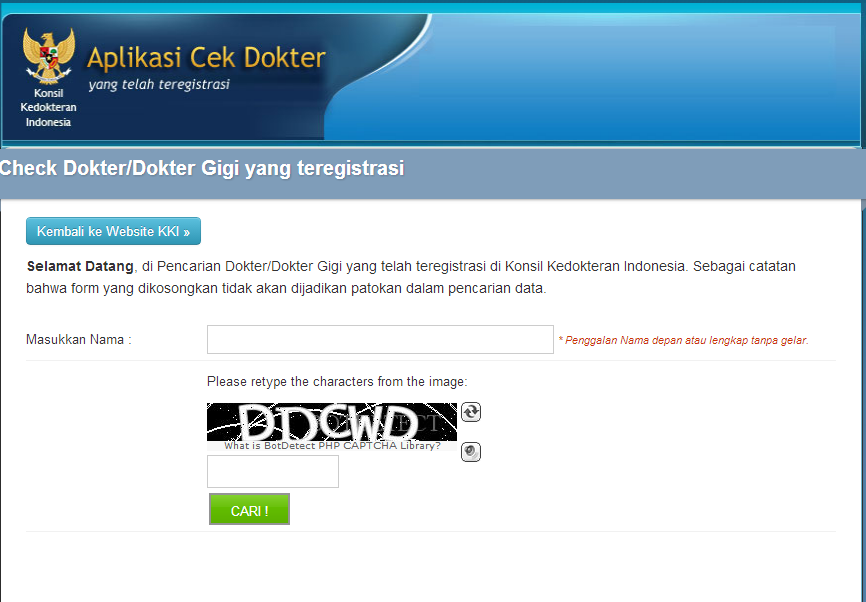 Aplikasi Cek Dokter
yang telah teregistrasi
Konsil
Kedokteran
Indonesia
Check Dokter/Dokter Gigi yang teregistrasi
Kembali ke Website KKI »
Selamat Datang, di Pencarian Dokter/Dokter Gigi yang telah teregistrasi di Konsil Kedokteran Indonesia. Sebagai catatan
bahwa form yang dikosongkan tidak akan dijadikan patokan dalam pencarian data.
Masukkan Nama :
* Penggalan Nama depan atau lengkap tanpa gelar.
Please retype the characters from the image:
DDCWD
What is BotDetect PHP CAPTCHA Library?
CARI !